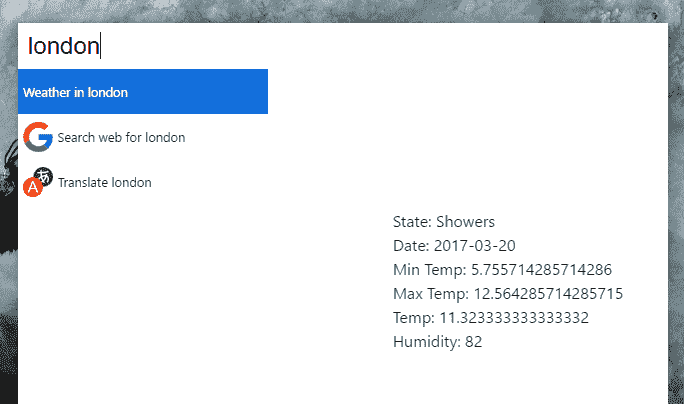 london
Weather in london
Search web for london
あ
A
Translate london
State: Showers
Date: 2017-03-20
Min Temp: 5.755714285714286
Max Temp: 12.564285714285715
Temp: 11.323333333333332
Humidity: 82